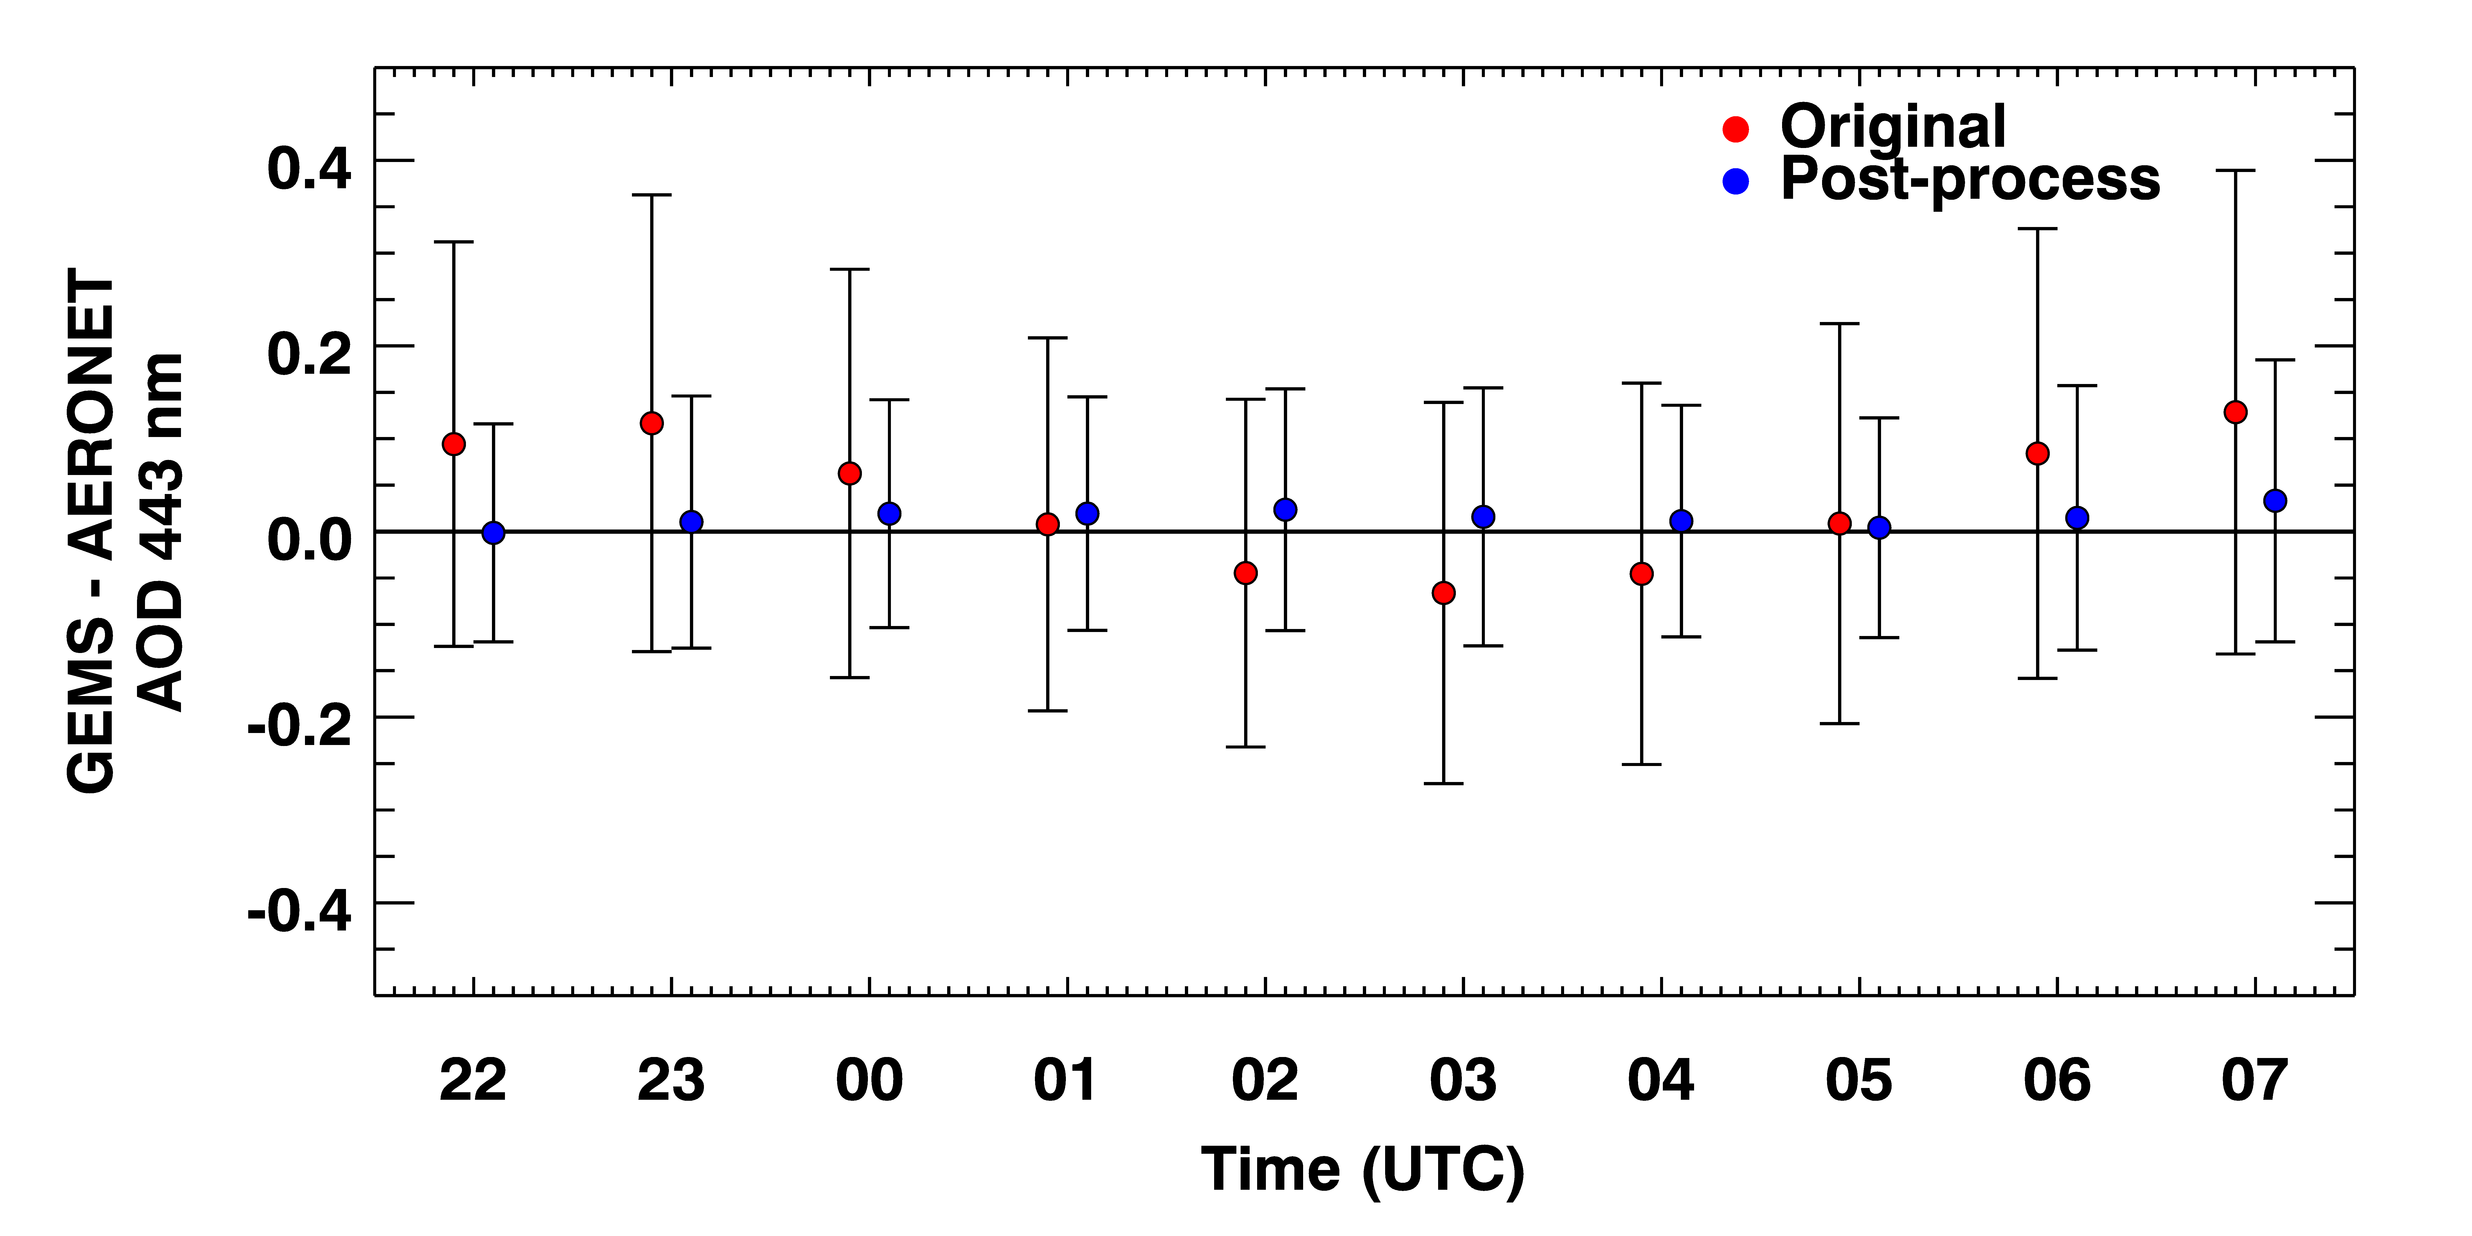 GEMS - AERONET
AOD 443 nm
0.4
0.2
0.0
-0.2
-0.4
Original
Post-process
22 23 00 01 02 03 04 05 06 07
Time (UTC)